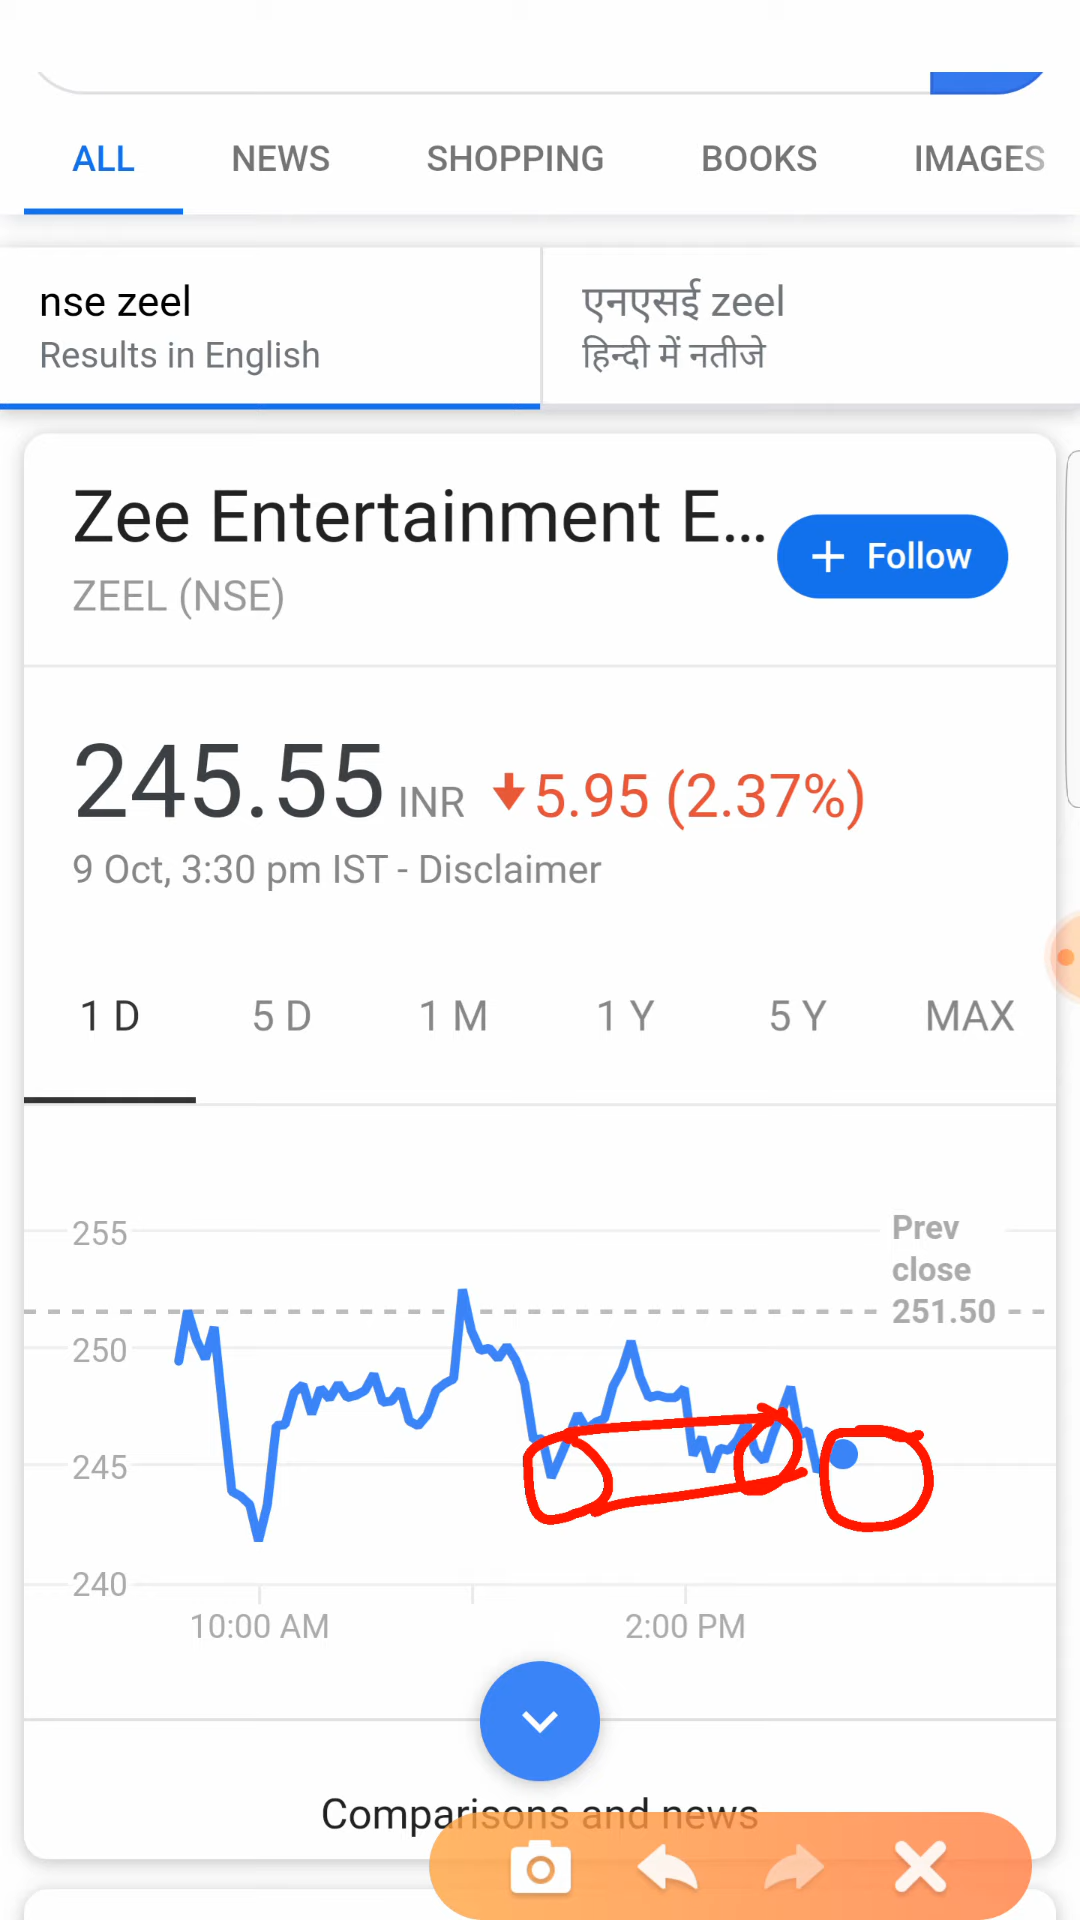 ALL NEWS SHOPPING BOOKS IMAGES
nse zeel
Results in English
एनएसई zeel
हिन्दी में नतीजे
Zee Entertainment E...
+ Follow
ZEEL (NSE)
245.55 INR 5.95 (2.37%)
9 Oct, 3:30 pm IST - Disclaimer
1 D 5 D 1 M 1 Y 5 Y MAX
255
Prev
close
251.50
250
245
240
10:00 AM 2:00 PM
Comparisons and news